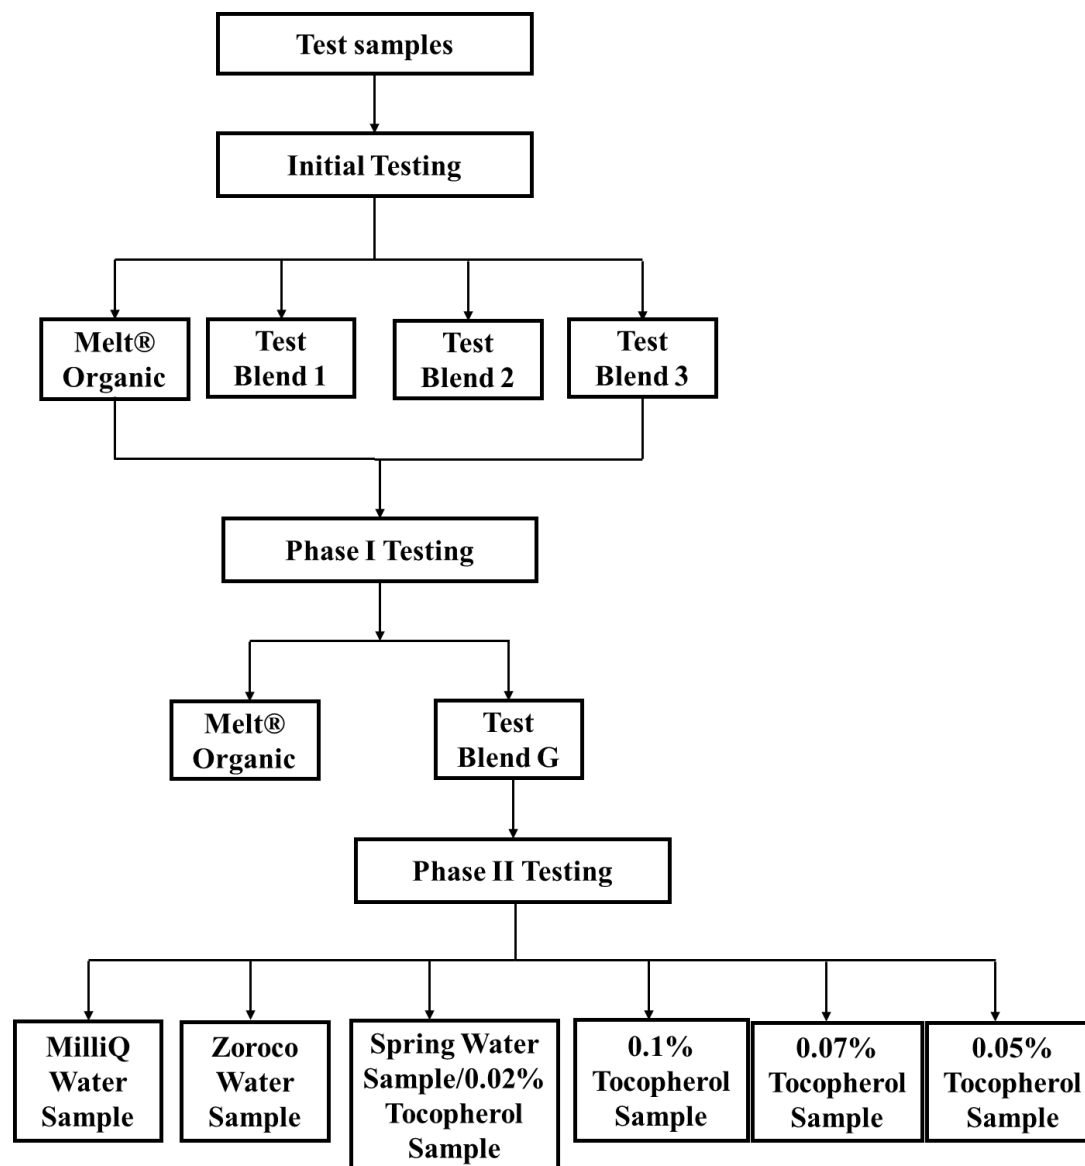 Test samples
Initial Testing
Melt®
Organic
Test
Blend 1
Test
Blend 2
Test
Blend 3
Phase I Testing
Melt®
Organic
Test
Blend G
Phase II Testing
MilliQ
Water
Sample
Zoroco
Water
Sample
Spring Water
Sample/0.02%
Tocopherol
Sample
0.1%
Tocopherol
Sample
0.07%
Tocopherol
Sample
0.05%
Tocopherol
Sample